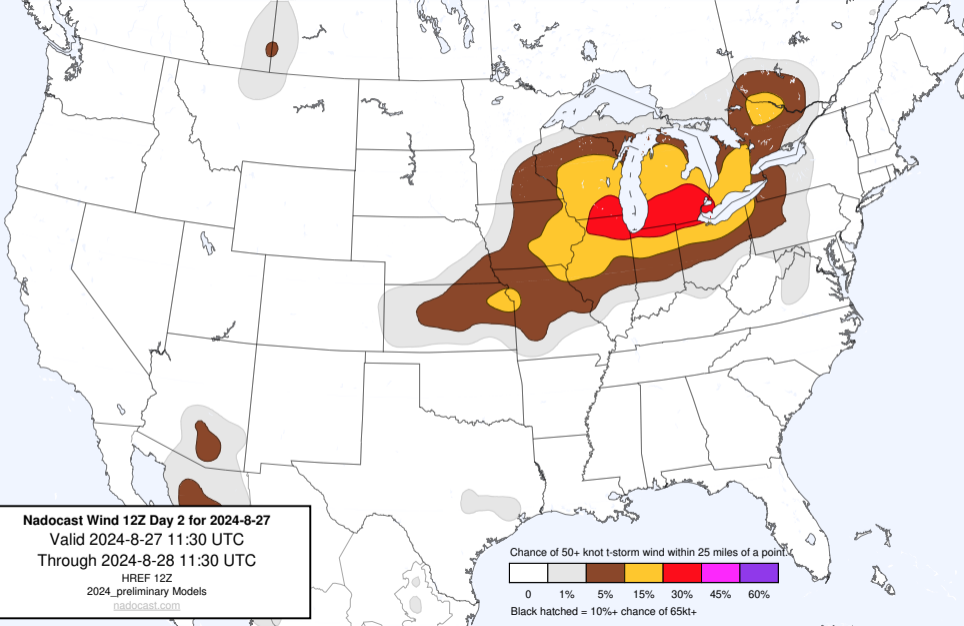 Nadocast Wind 12Z Day 2 for 2024-8-27
Valid 2024-8-27 11:30 UTC
Through 2024-8-28 11:30 UTC
HREF 12Z
2024_preliminary Models
nadocast.com
Chance of 50+ knot t-storm wind within 25 miles of a point.
0 1% 5% 15% 30% 45% 60%
Black hatched = 10%+ chance of 65kt+